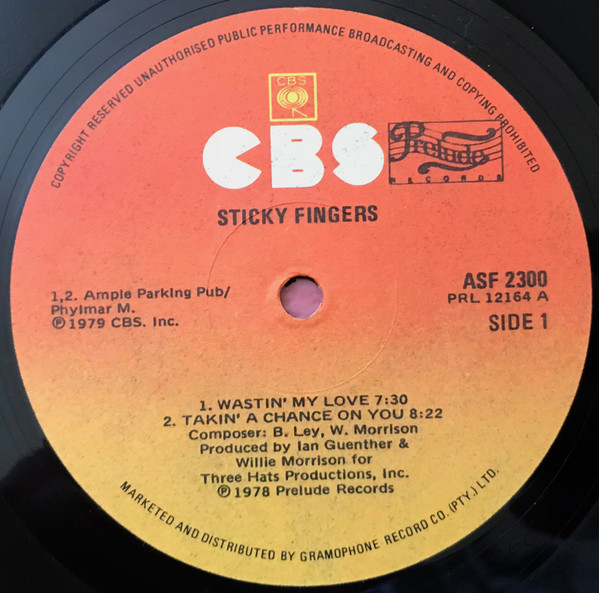 COPYRIGHT RESERVED UNAUTHORISED PUBLIC PERFORMANCE BROADCASTING AND COPYING PROHIBITED
CBS
CBS
Prelude
RECORDS
STICKY FINGERS
1,2. Ample Parking Pub/
Phylmar M.
Ⓟ 1979 CBS. Inc.
ASF 2300
PRL 12164 A
SIDE 1
1. WASTIN' MY LOVE 7:30
2. TAKIN' A CHANCE ON YOU 8:22
Composer: B. Ley, W. Morrison
Produced by Ian Guenther &
Willie Morrison for
Three Hats Productions, Inc.
Ⓟ 1978 Prelude Records
MARKETED AND DISTRIBUTED BY GRAMOPHONE RECORD CO. (PTY.) LTD.